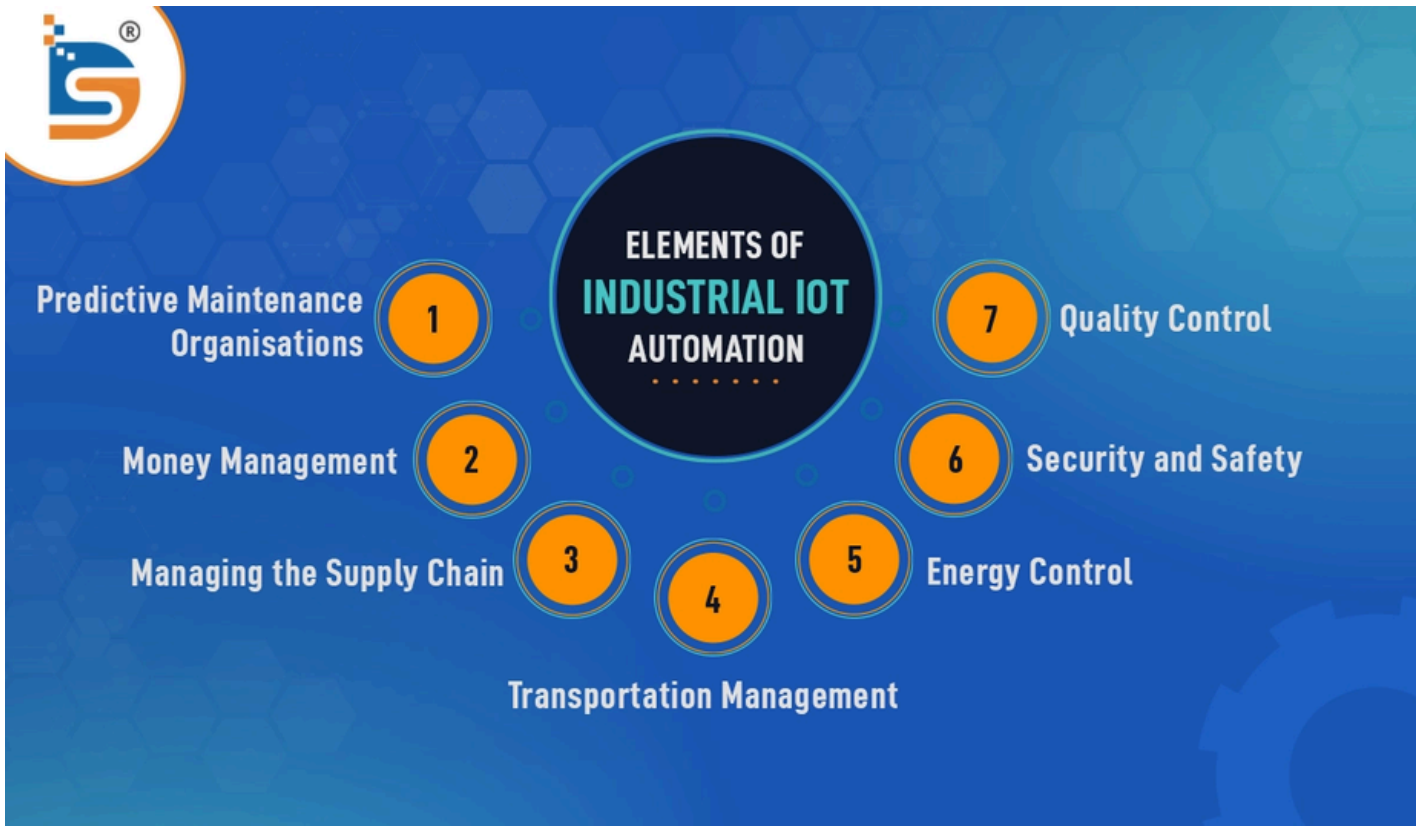 ®
ELEMENTS OF
INDUSTRIAL IOT
AUTOMATION
1
Predictive Maintenance
Organisations
2
Money Management
3
Managing the Supply Chain
4
Transportation Management
5
Energy Control
6
Security and Safety
7
Quality Control